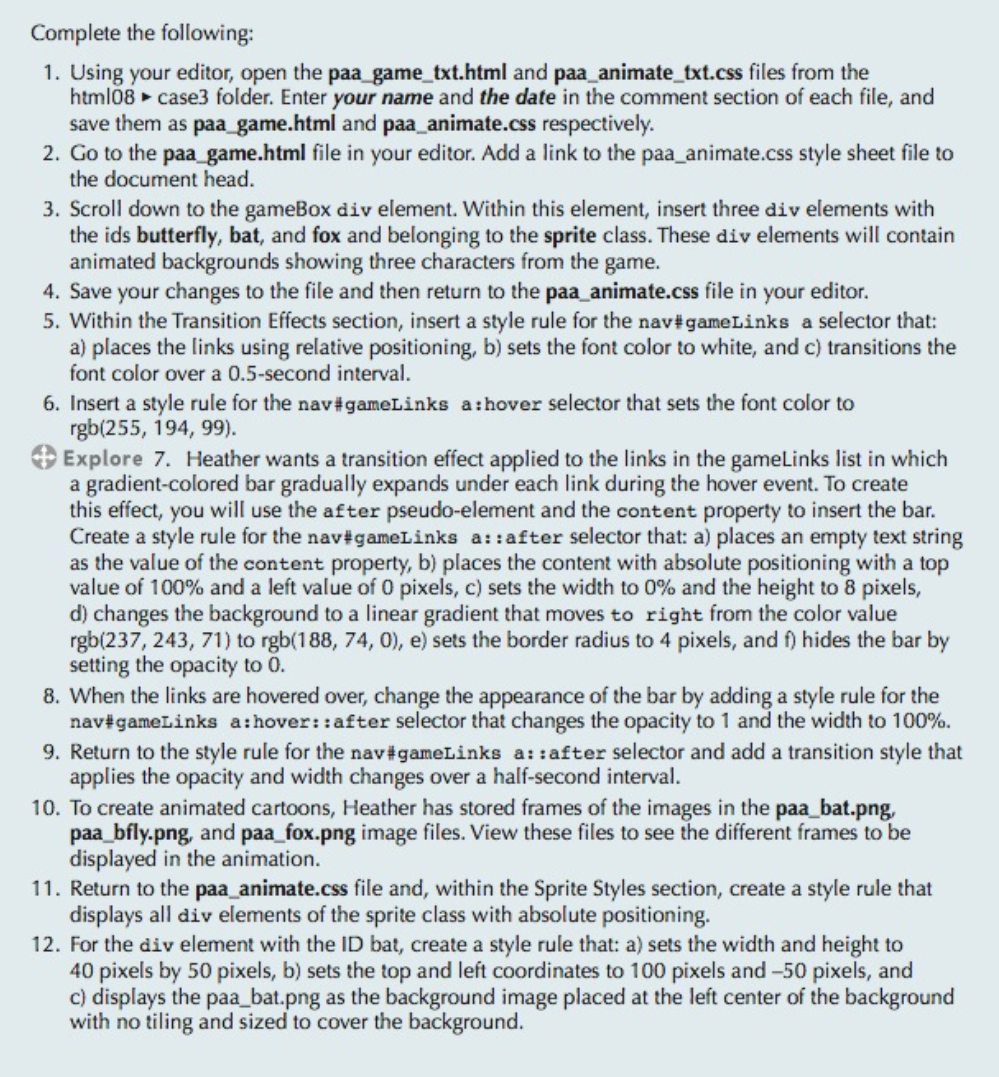 Complete the following:
1. Using your editor, open the paa_game_txt.html and paa_animate_txt.css files from the
html08 ▸ case3 folder. Enter your name and the date in the comment section of each file, and
save them as paa_game.html and paa_animate.css respectively.
2. Go to the paa_game.html file in your editor. Add a link to the paa_animate.css style sheet file to
the document head.
3. Scroll down to the gameBox div element. Within this element, insert three div elements with
the ids butterfly, bat, and fox and belonging to the sprite class. These div elements will contain
animated backgrounds showing three characters from the game.
4. Save your changes to the file and then return to the paa_animate.css file in your editor.
5. Within the Transition Effects section, insert a style rule for the nav#gameLinks a selector that:
a) places the links using relative positioning, b) sets the font color to white, and c) transitions the
font color over a 0.5-second interval.
6. Insert a style rule for the nav#gameLinks a:hover selector that sets the font color to
rgb(255, 194, 99).
Explore 7. Heather wants a transition effect applied to the links in the gameLinks list in which
a gradient-colored bar gradually expands under each link during the hover event. To create
this effect, you will use the after pseudo-element and the content property to insert the bar.
Create a style rule for the nav#gameLinks a::after selector that: a) places an empty text string
as the value of the content property, b) places the content with absolute positioning with a top
value of 100% and a left value of 0 pixels, c) sets the width to 0% and the height to 8 pixels,
d) changes the background to a linear gradient that moves to right from the color value
rgb(237, 243, 71) to rgb(188, 74, 0), e) sets the border radius to 4 pixels, and f) hides the bar by
setting the opacity to 0.
8. When the links are hovered over, change the appearance of the bar by adding a style rule for the
nav#gameLinks a:hover::after selector that changes the opacity to 1 and the width to 100%.
9. Return to the style rule for the nav#gameLinks a::after selector and add a transition style that
applies the opacity and width changes over a half-second interval.
10. To create animated cartoons, Heather has stored frames of the images in the paa_bat.png,
paa_bfly.png, and paa_fox.png image files. View these files to see the different frames to be
displayed in the animation.
11. Return to the paa_animate.css file and, within the Sprite Styles section, create a style rule that
displays all div elements of the sprite class with absolute positioning.
12. For the div element with the ID bat, create a style rule that: a) sets the width and height to
40 pixels by 50 pixels, b) sets the top and left coordinates to 100 pixels and –50 pixels, and
c) displays the paa_bat.png as the background image placed at the left center of the background
with no tiling and sized to cover the background.